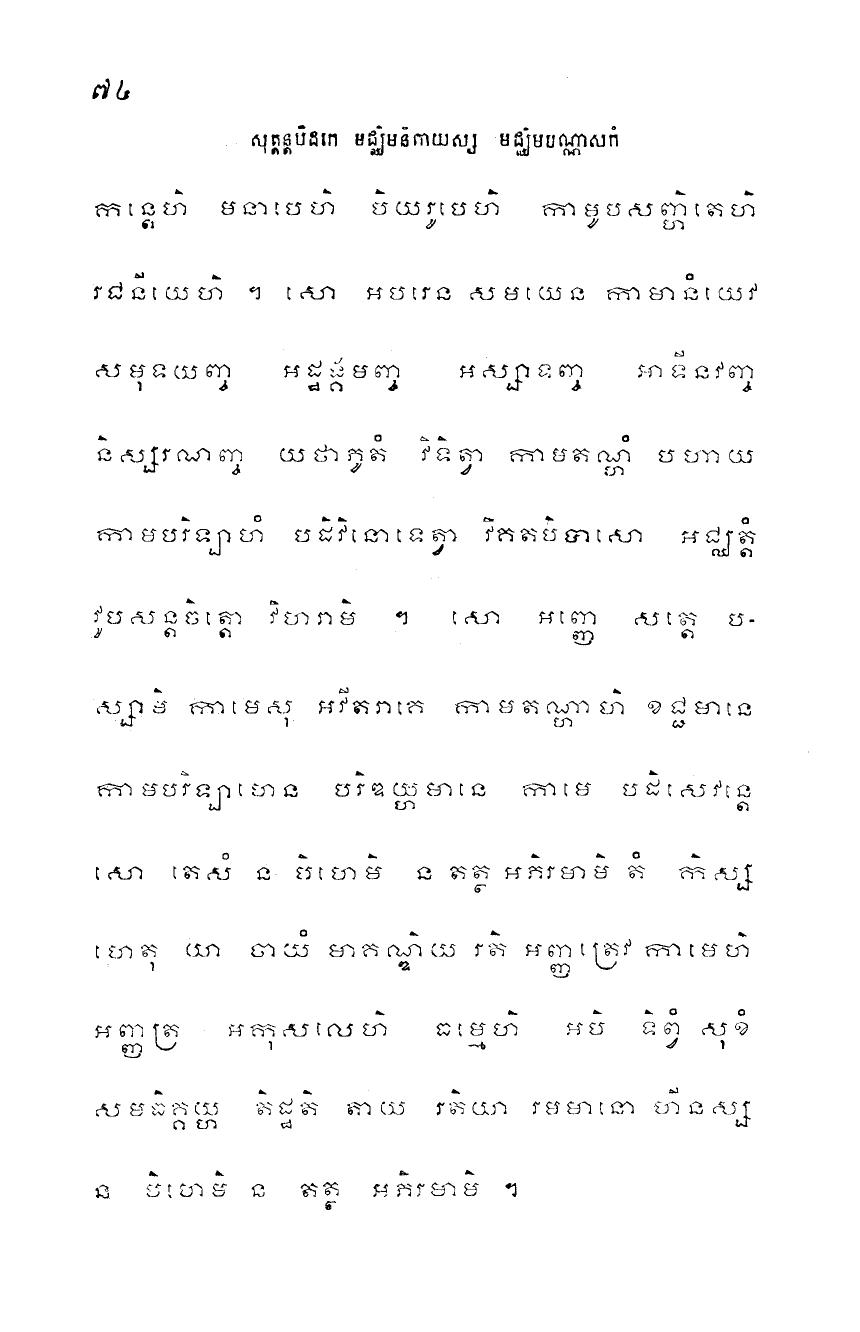 ៧៤
សុត្តន្តបិដកេ មជ្ឈិមនិកាយស្ស មជ្ឈិមបណ្ណាសកំ
កន្តេហិ មនាបេហិ បិយរូបេហិ កាមូបសញ្ហិតេហិ
រជនីយេហិ ។ សោ អបរេន សមយេន កាមានំយេវ
សមុទយញ្ច អដ្ឋង្គមញ្ច អស្សាទញ្ច អាទីនវញ្ច
និស្សរណញ្ច យថាភូតំ វិទិត្វា កាមតណ្ហំ បហាយ
កាមបរិឡាហំ បដិវិនោទេត្វា វិគតបិបាសោ អជ្ឈត្តំ
វូបសន្តចិត្តោ វិហរាមិ ។ សោ អញ្ញេ សត្តេ ប-
ស្សាមិ កាមេសុ អវីតរាគេ កាមតណ្ហាហិ ខជ្ជមានេ
កាមបរិឡាហេន បរិឌយ្ហមានេ កាមេ បដិសេវន្តេ
សោ តេសំ ន បិហេមិ ន តត្ថ អភិរមាមិ តំ កិស្ស
ហេតុ យា ចាយំ មាគណ្ឌិយ រតិ អញ្ញត្រេវ កាមេហិ
អញ្ញត្រ អកុសលេហិ ធម្មេហិ អបិ ទិព្វំ សុខំ
សមធិគ្គយ្ហ តិដ្ឋតិ តាយ រតិយា រមមានោ ហីនស្ស
ន បិហេមិ ន តត្ថ អភិរមាមិ ។